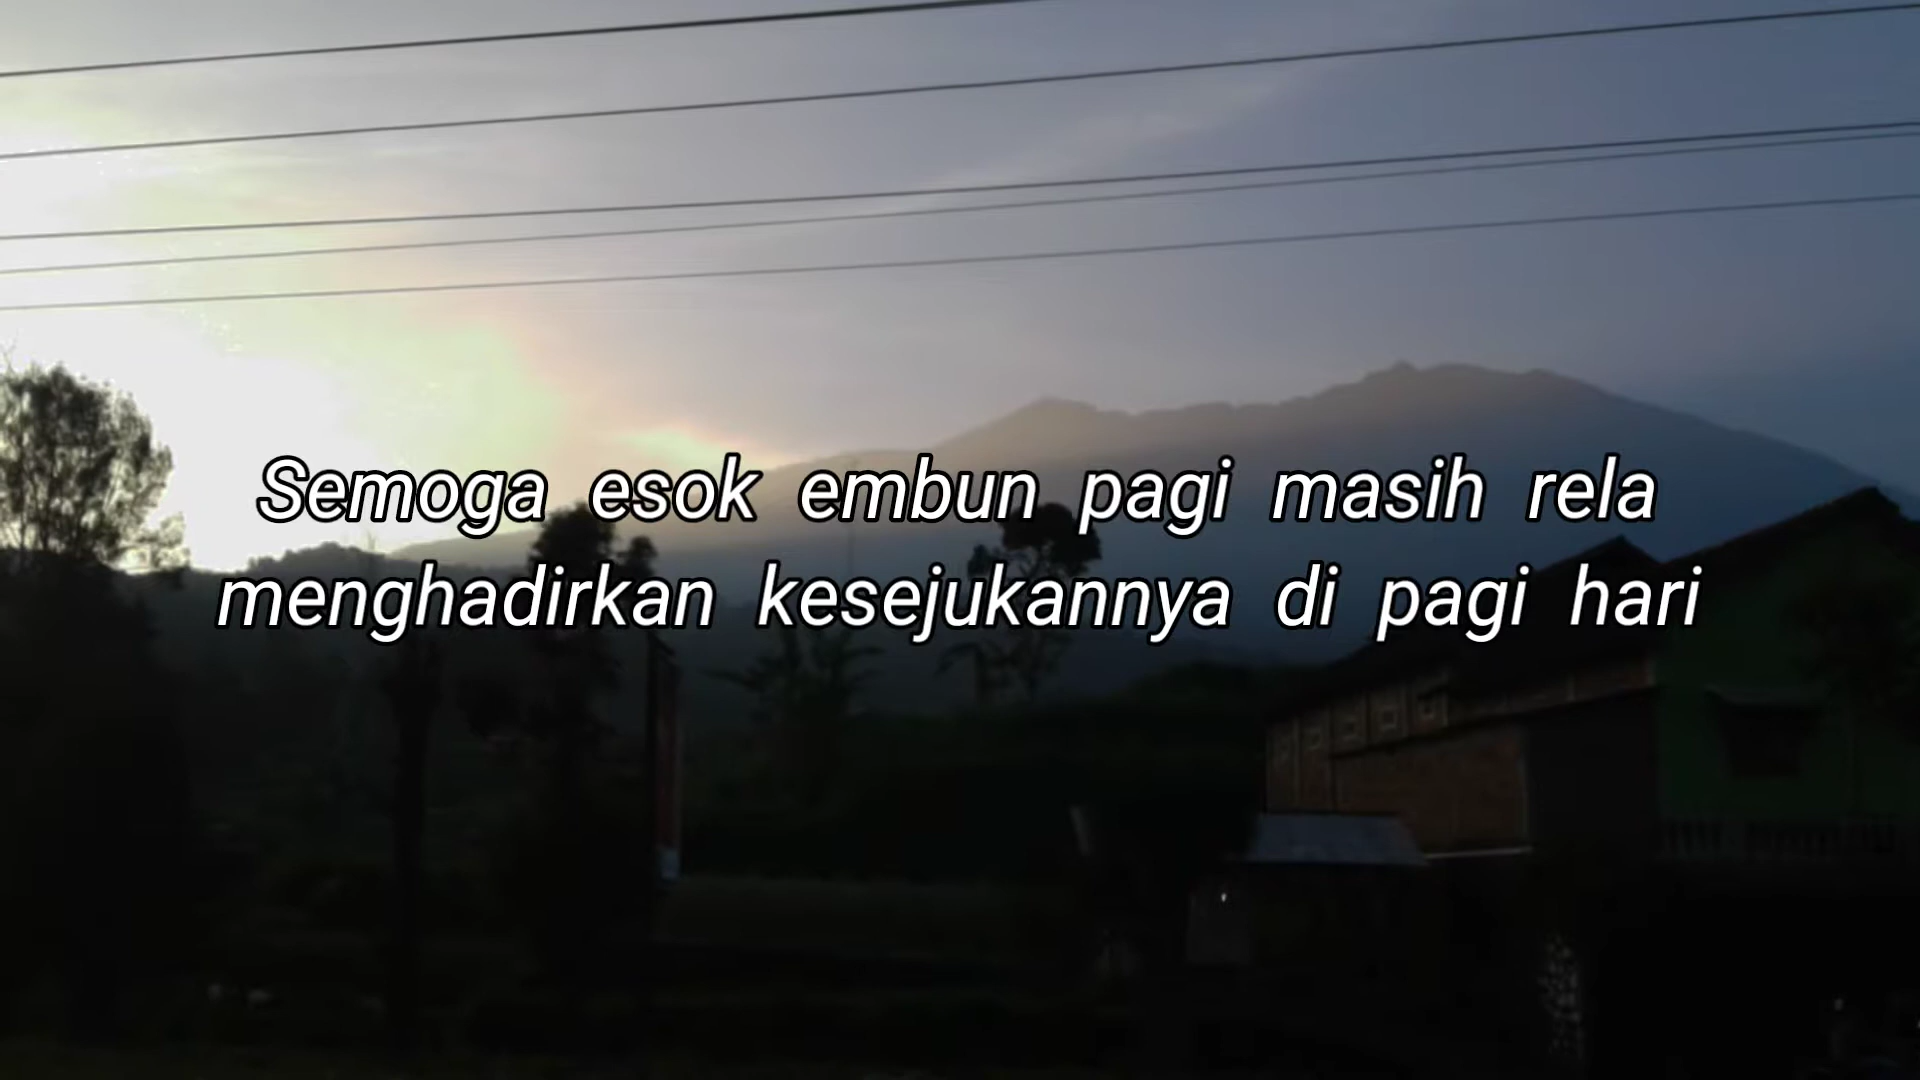 Semoga esok embun pagi masih rela
menghadirkan kesejukannya di pagi hari